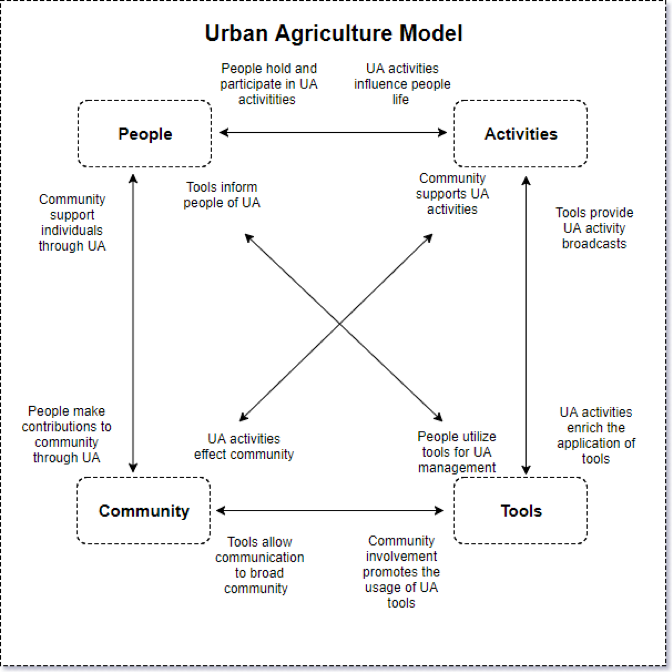 Urban Agriculture Model
People hold and
participate in UA
activitities
UA activities
influence people
life
People
Activities
Community
support
individuals
through UA
Tools inform
people of UA
Community
supports UA
activities
Tools provide
UA activity
broadcasts
People make
contributions to
community
through UA
UA activities
effect community
People utilize
tools for UA
management
UA activities
enrich the
application of
tools
Community
Tools
Tools allow
communication
to broad
community
Community
involvement
promotes the
usage of UA
tools